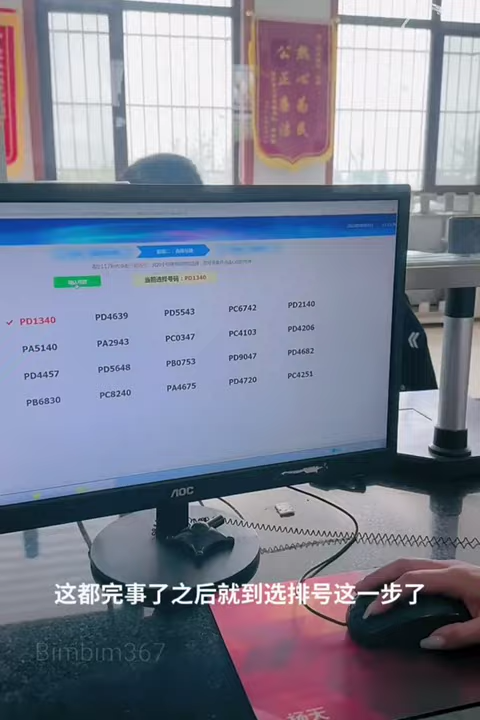 热心为民
公正廉洁
当前选择号码：PD1340
✓ PD1340 PD4639 PD5543 PC6742 PD2140
PA5140 PA2943 PC0347 PC4103 PD4206
PD4457 PD5648 PB0753 PD9047 PD4682
PB6830 PC8240 PA4675 PD4720 PC4251
AOC
这都完事了之后就到选排号这一步了
Bimbim367